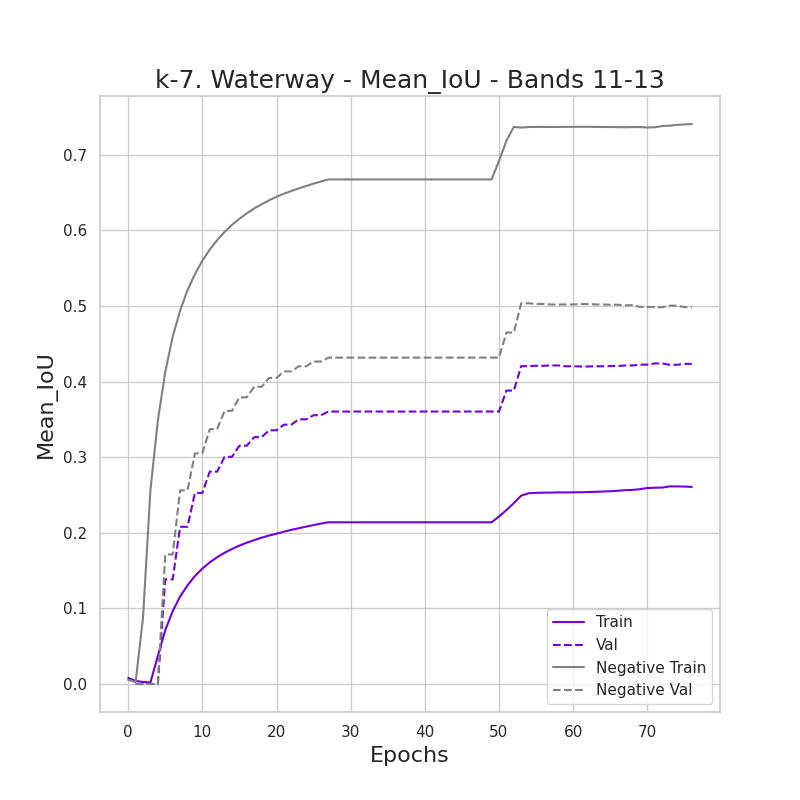 k-7. Waterway - Mean_IoU - Bands 11-13
Mean_IoU
0.7
0.6
0.5
0.4
0.3
0.2
0.1
0.0
0 10 20 30 40 50 60 70
Epochs
Train
Val
Negative Train
Negative Val